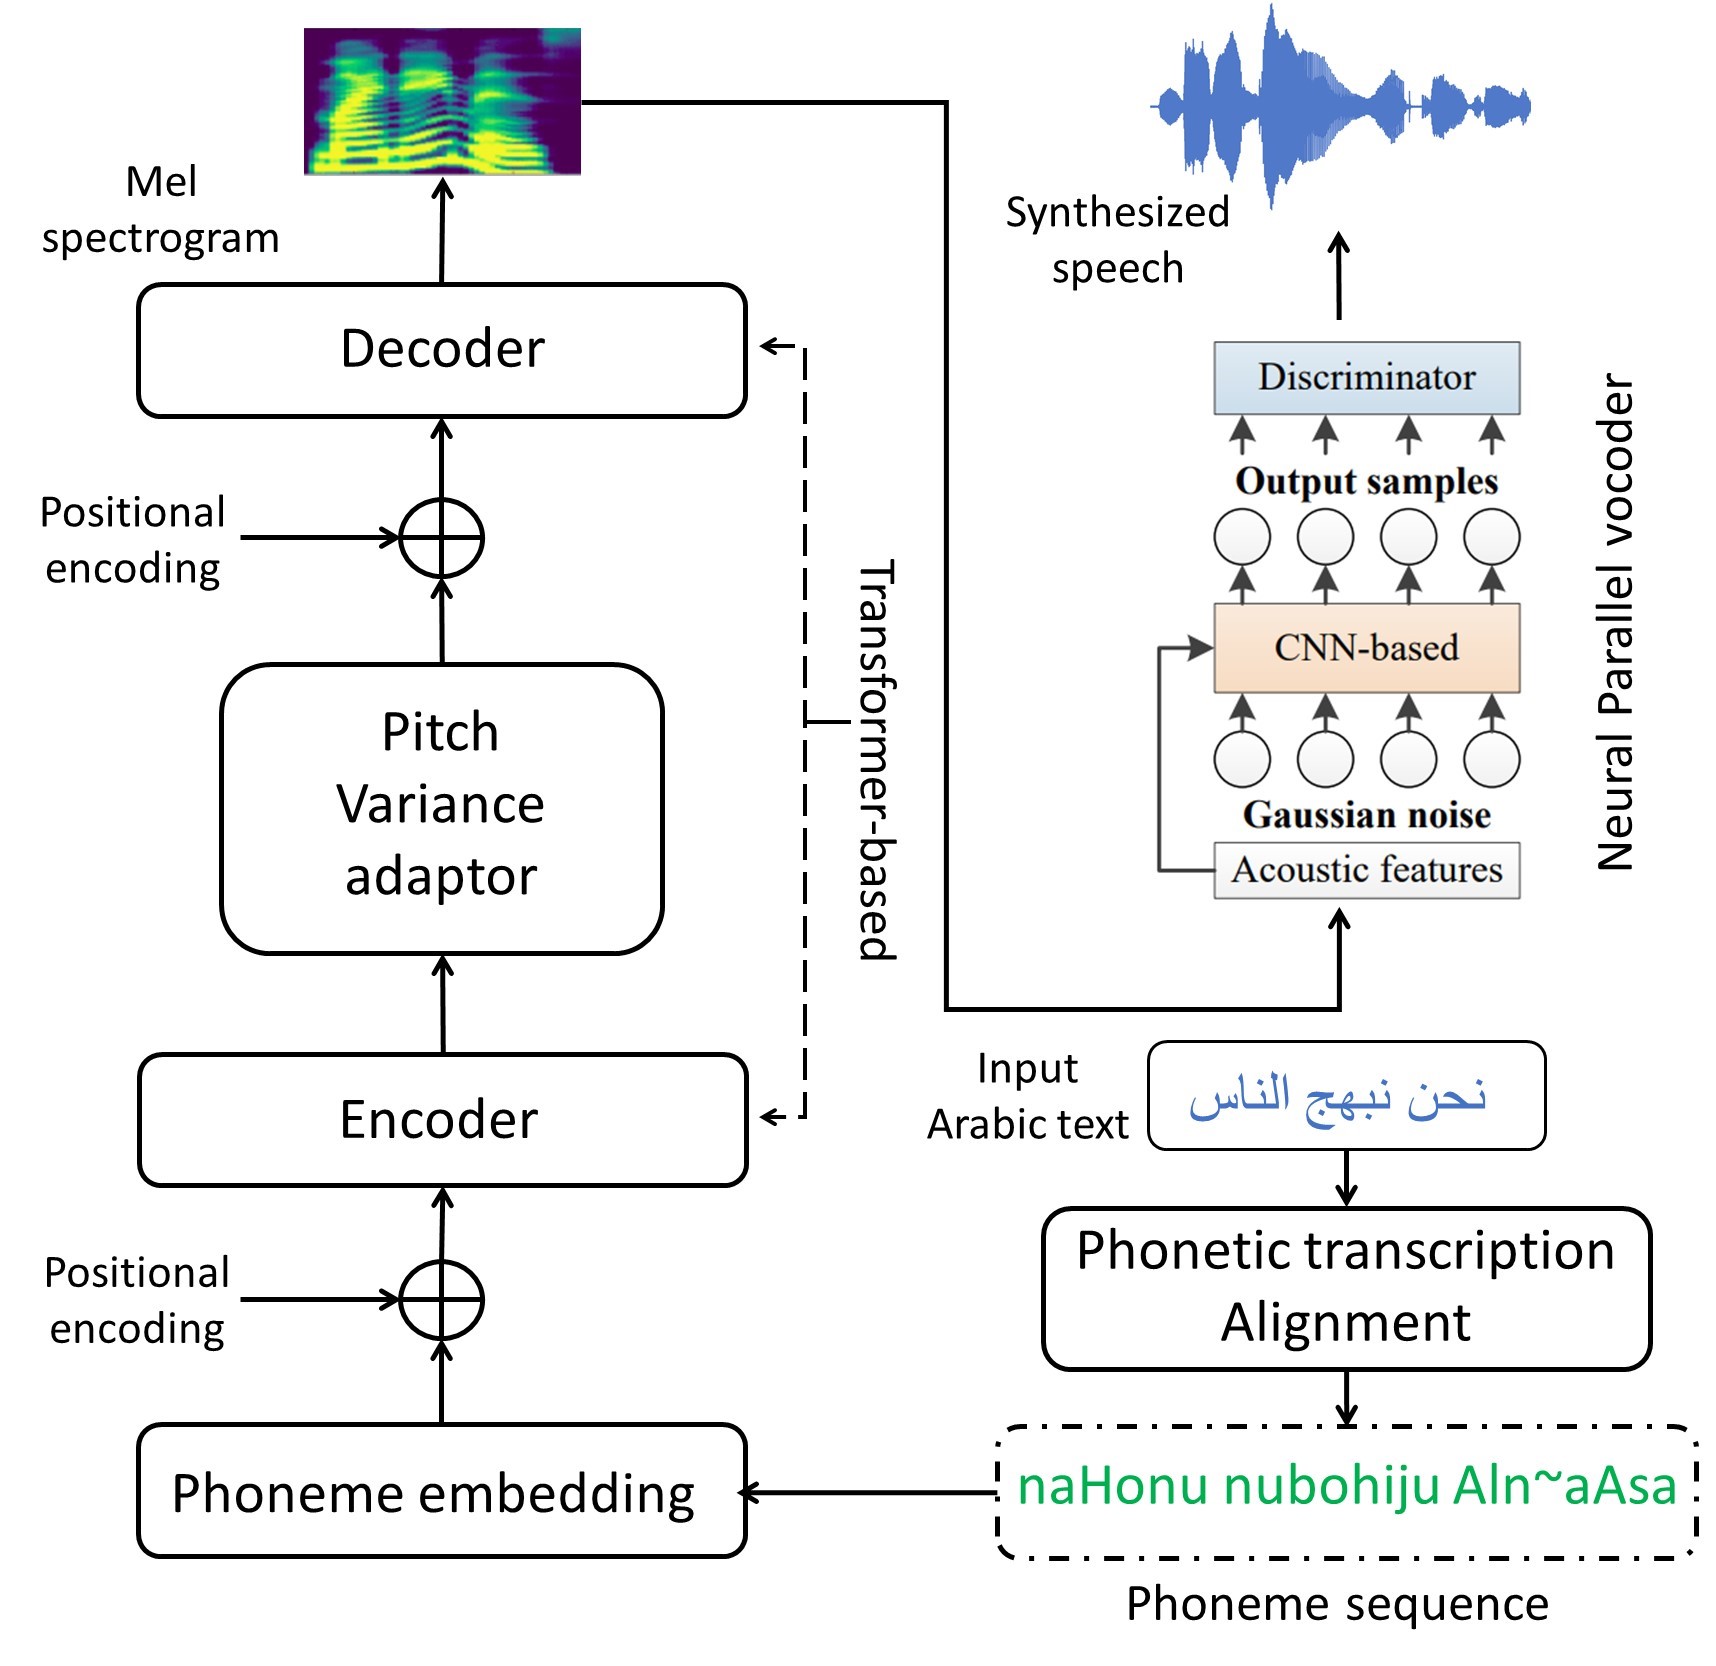 Mel
spectrogram
Decoder
Positional
encoding
Pitch
Variance
adaptor
Transformer-based
Encoder
Positional
encoding
Phoneme embedding
Synthesized
speech
Discriminator
Output samples
CNN-based
Gaussian noise
Acoustic features
Neural Parallel vocoder
Input
Arabic text
نحن نبهج الناس
Phonetic transcription
Alignment
naHonu nubohiju Aln~aAsa
Phoneme sequence